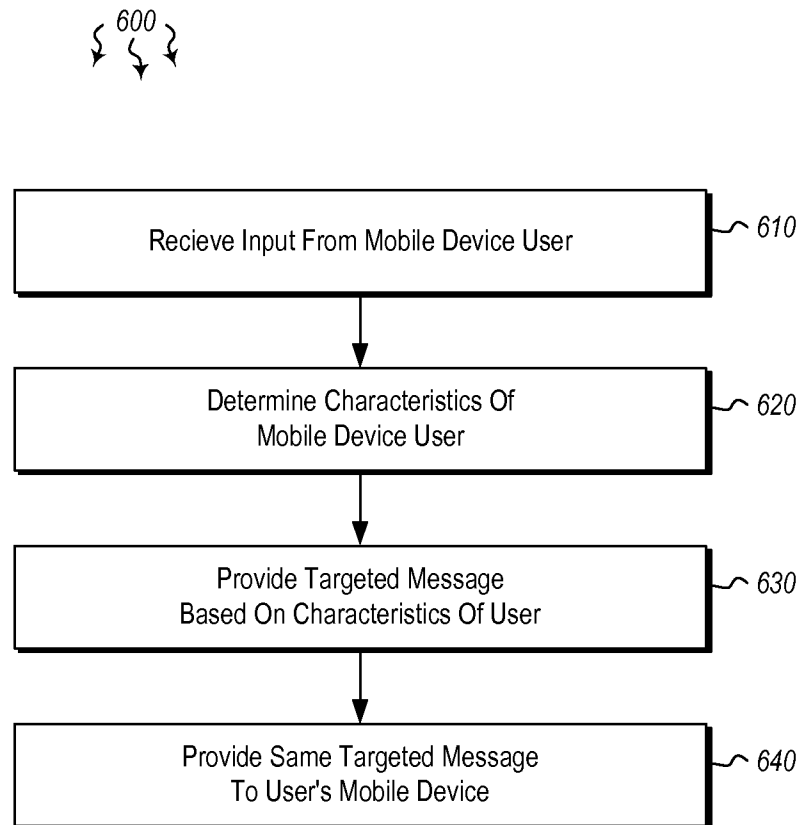 600
Recieve Input From Mobile Device User
610
Determine Characteristics Of
Mobile Device User
620
Provide Targeted Message
Based On Characteristics Of User
630
Provide Same Targeted Message
To User's Mobile Device
640